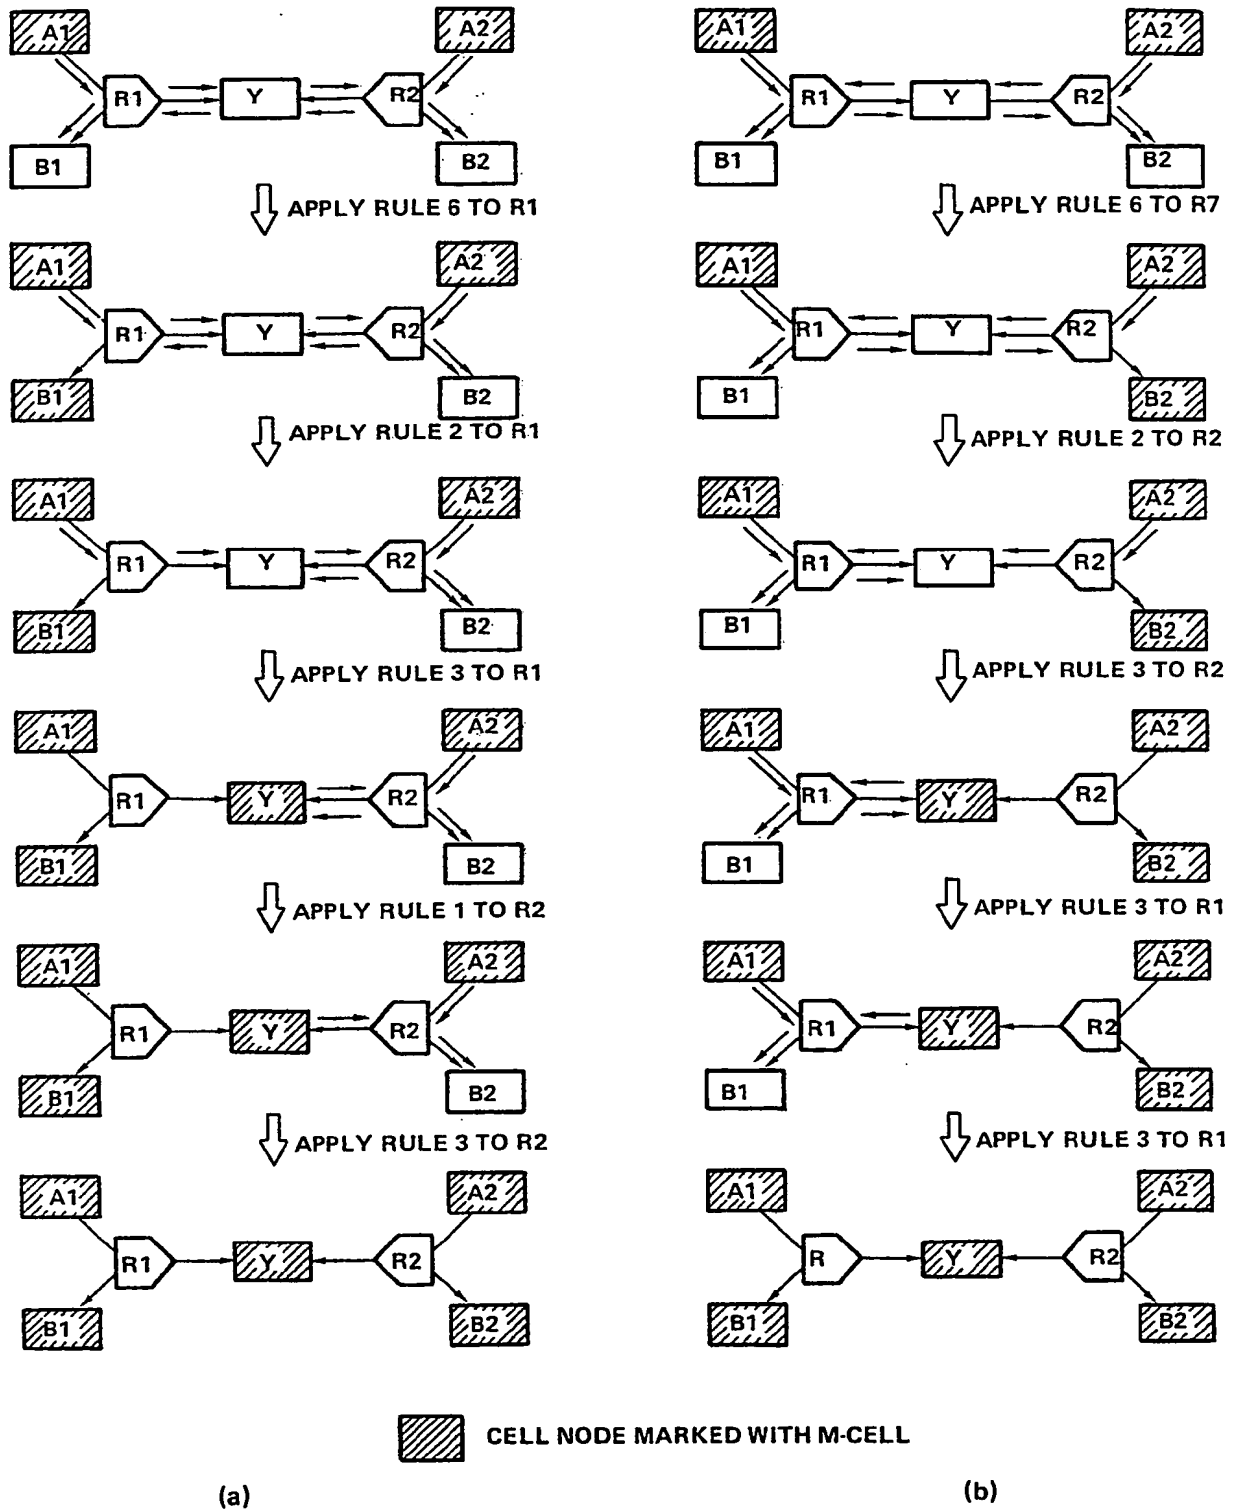 A1 A2 A1 A2
R1 Y R2 R1 Y R2
B1 B2 B1 B2
APPLY RULE 6 TO R1 APPLY RULE 6 TO R7
A1 A2 A1 A2
R1 Y R2 R1 Y R2
B1 B2 B1 B2
APPLY RULE 2 TO R1 APPLY RULE 2 TO R2
A1 A2 A1 A2
R1 Y R2 R1 Y R2
B1 B2 B1 B2
APPLY RULE 3 TO R1 APPLY RULE 3 TO R2
A1 A2 A1 A2
R1 Y R2 R1 Y R2
B1 B2 B1 B2
APPLY RULE 1 TO R2 APPLY RULE 3 TO R1
A1 A2 A1 A2
R1 Y R2 R1 Y R2
B1 B2 B1 B2
APPLY RULE 3 TO R2 APPLY RULE 3 TO R1
A1 A2 A1 A2
R1 Y R2 R Y R2
B1 B2 B1 B2
CELL NODE MARKED WITH M-CELL
(a) (b)